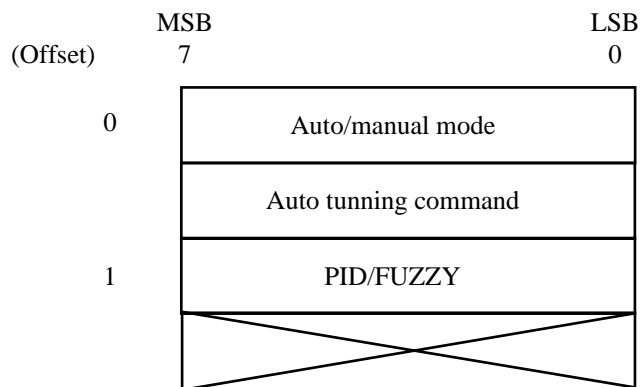 MSB LSB
(Offset) 7 0
0 Auto/manual mode
Auto tunning command
1 PID/FUZZY